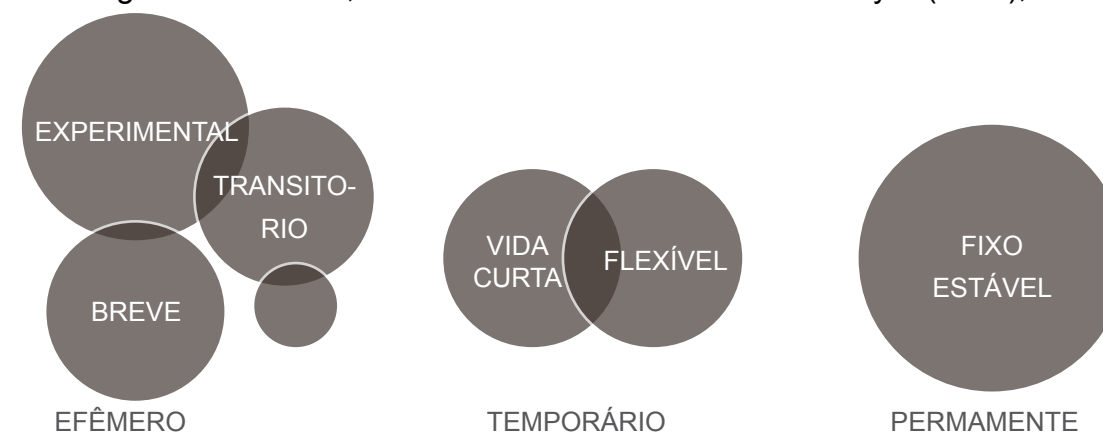 EXPERIMENTAL
TRANSITO-
RIO
BREVE
VIDA
CURTA
FLEXÍVEL
FIXO
ESTÁVEL
EFÊMERO
TEMPORÁRIO
PERMAMENTE